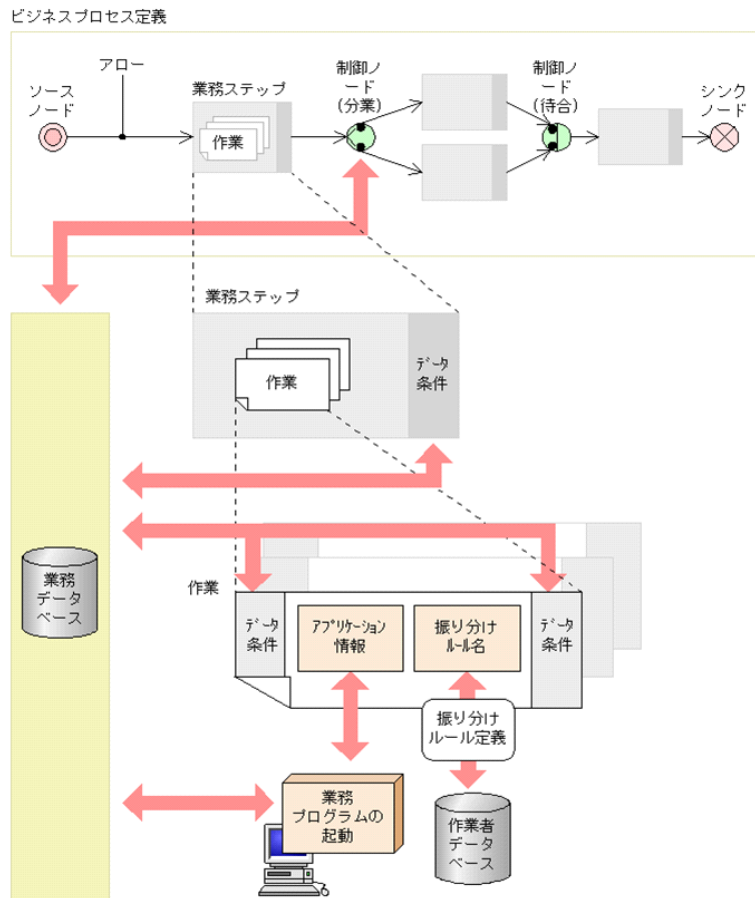 ビジネスプロセス定義
ソース
ノード
アロー
業務ステップ
作業
制御ノ
ード
(分業)
制御ノ
ード
(待合)
シンク
ノード
業務ステップ
作業
ﾃﾞｰﾀ
条件
業務
データ
ベース
作業
ﾃﾞｰﾀ
条件
ｱﾌﾟﾘｹｰｼｮﾝ
情報
振り分け
ﾙｰﾙ名
ﾃﾞｰﾀ
条件
振り分け
ルール定義
業務
プログラムの
起動
作業者
データ
ベース